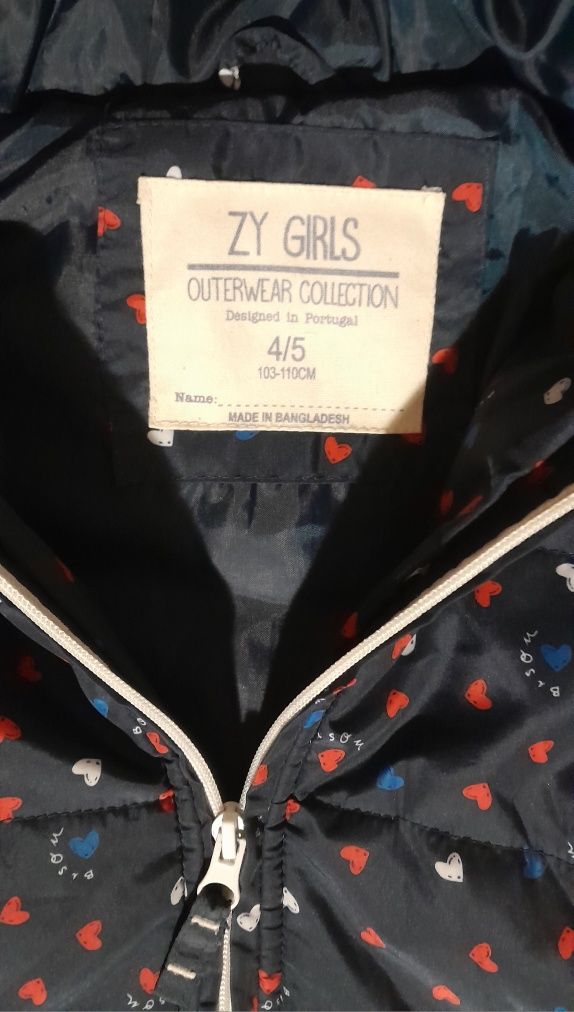 ZY GIRLS
OUTERWEAR COLLECTION
Designed in Portugal
4/5
103-110CM
Name:
MADE IN BANGLADESH